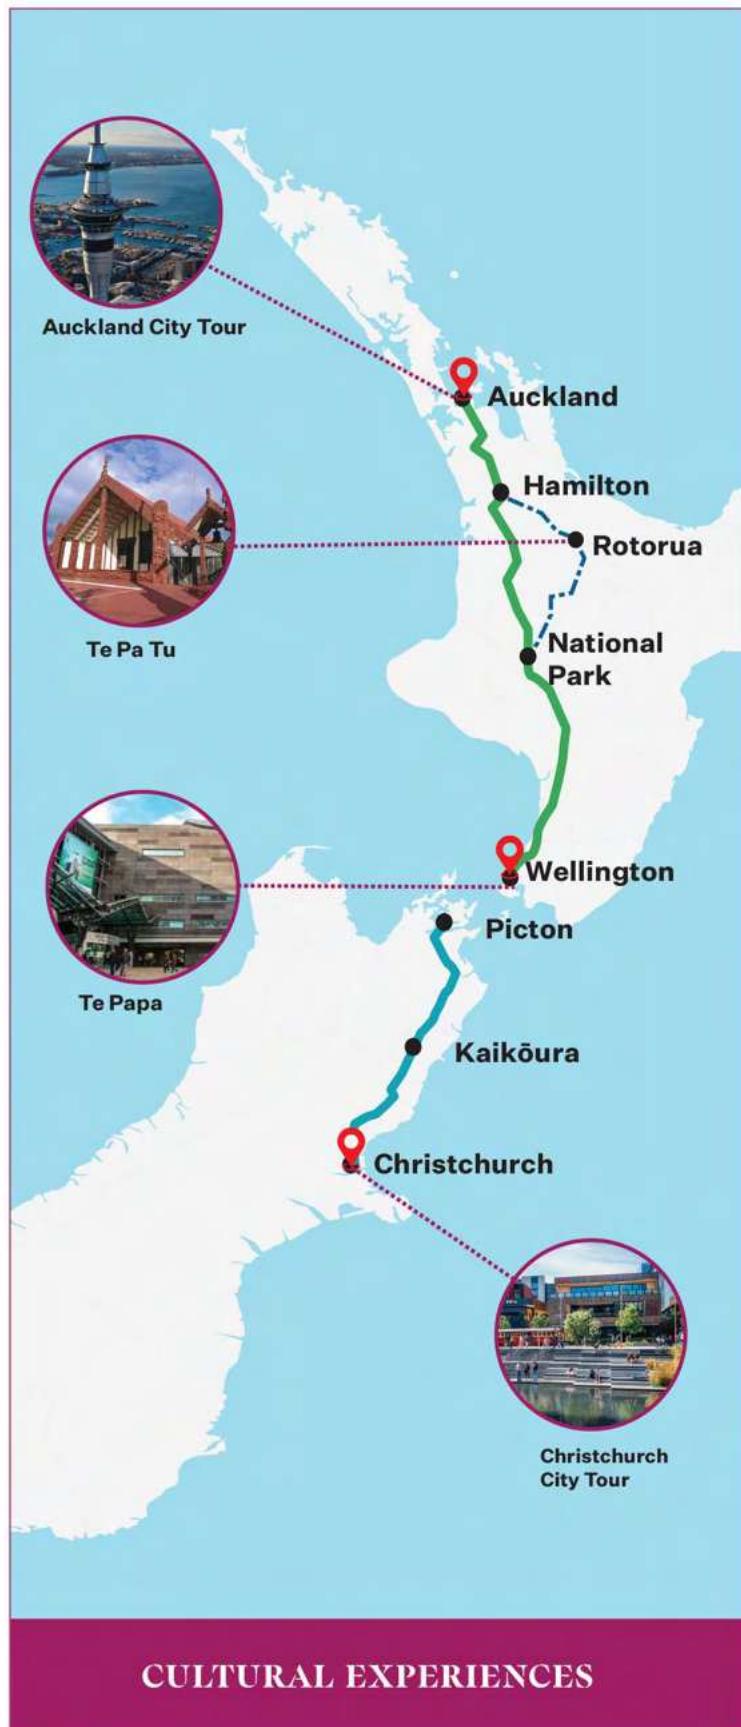 Auckland City Tour
Auckland
Hamilton
Rotorua
Te Pa Tu
National
Park
Wellington
Picton
Te Papa
Kaikōura
Christchurch
Christchurch
City Tour
CULTURAL EXPERIENCES